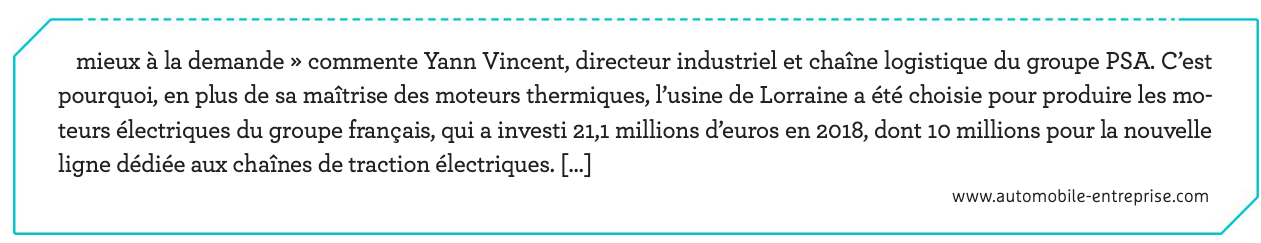 mieux à la demande » commente Yann Vincent, directeur industriel et chaîne logistique du groupe PSA. C’est
pourquoi, en plus de sa maîtrise des moteurs thermiques, l’usine de Lorraine a été choisie pour produire les mo-
teurs électriques du groupe français, qui a investi 21,1 millions d’euros en 2018, dont 10 millions pour la nouvelle
ligne dédiée aux chaînes de traction électriques. [...]
www.automobile-entreprise.com